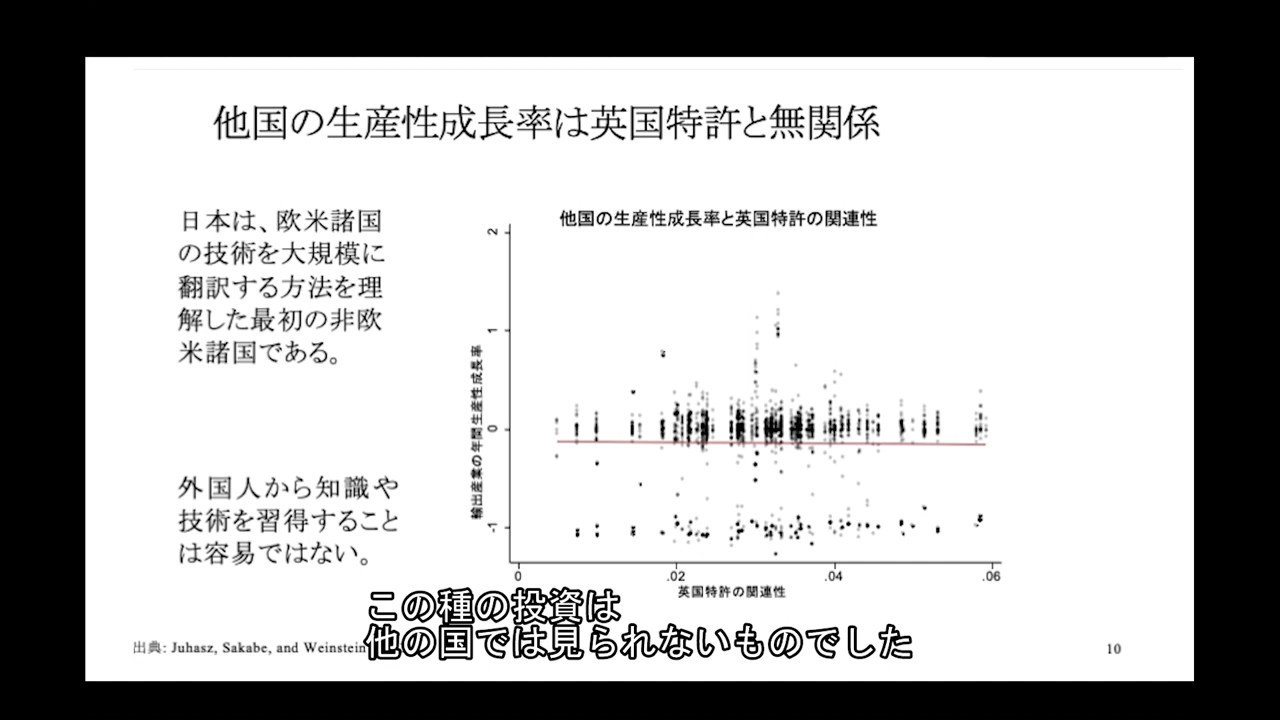 他国の生産性成長率は英国特許と無関係
日本は、欧米諸国
の技術を大規模に
翻訳する方法を理
解した最初の非欧
米諸国である。
外国人から知識や
技術を習得すること
は容易ではない。
他国の生産性成長率と英国特許の関連性
輸出産業の年間生産性成長率
2
1
0
-1
0 .02 .04 .06
英国特許の関連性
この種の投資は
他の国では見られないものでした
出典: Juhasz, Sakabe, and Weinstein
10